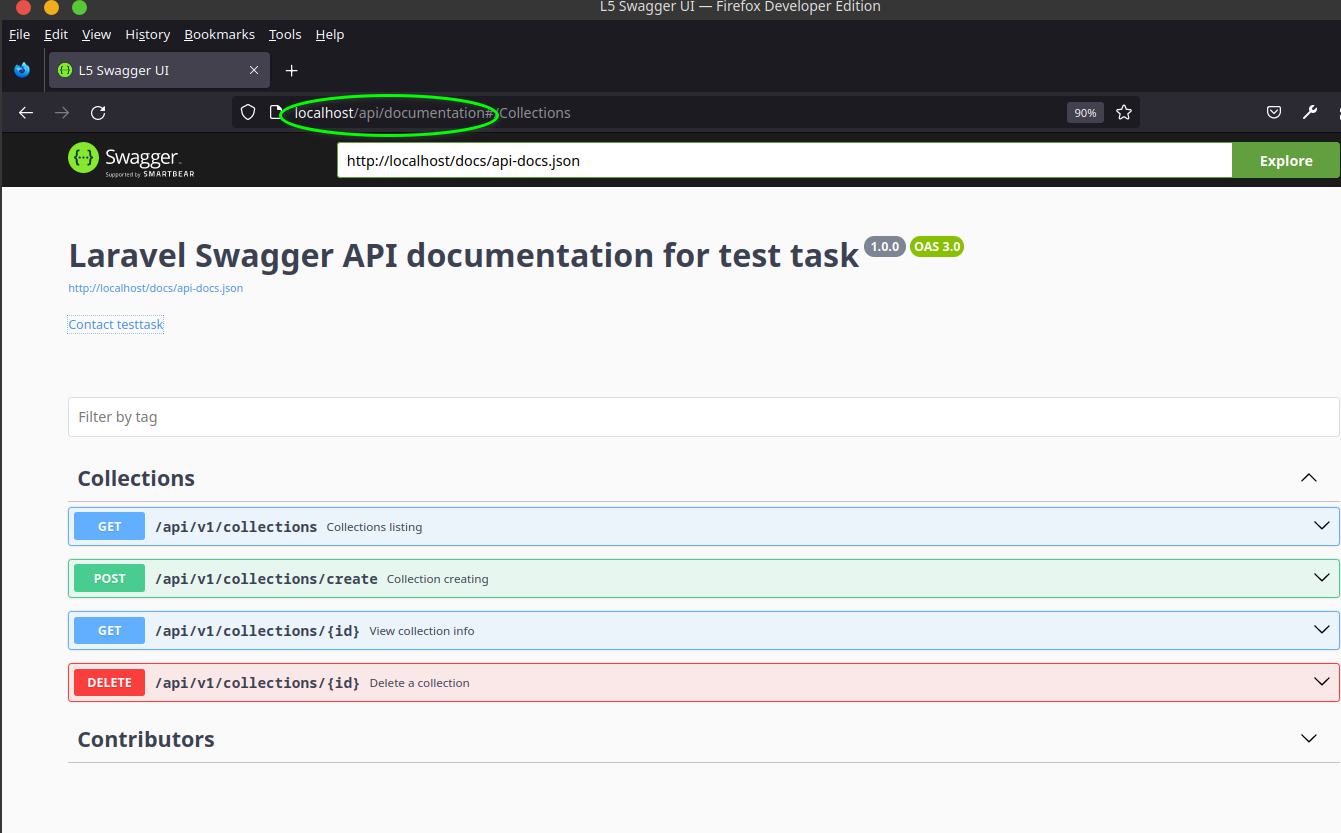 L5 Swagger UI — Firefox Developer Edition
File Edit View History Bookmarks Tools Help
L5 Swagger UI
localhost/api/documentation#/Collections
90%
Swagger
Supported by SMARTBEAR
http://localhost/docs/api-docs.json
Explore
Laravel Swagger API documentation for test task 1.0.0 OAS 3.0
http://localhost/docs/api-docs.json
Contact testtask
Filter by tag
Collections
GET /api/v1/collections Collections listing
POST /api/v1/collections/create Collection creating
GET /api/v1/collections/{id} View collection info
DELETE /api/v1/collections/{id} Delete a collection
Contributors